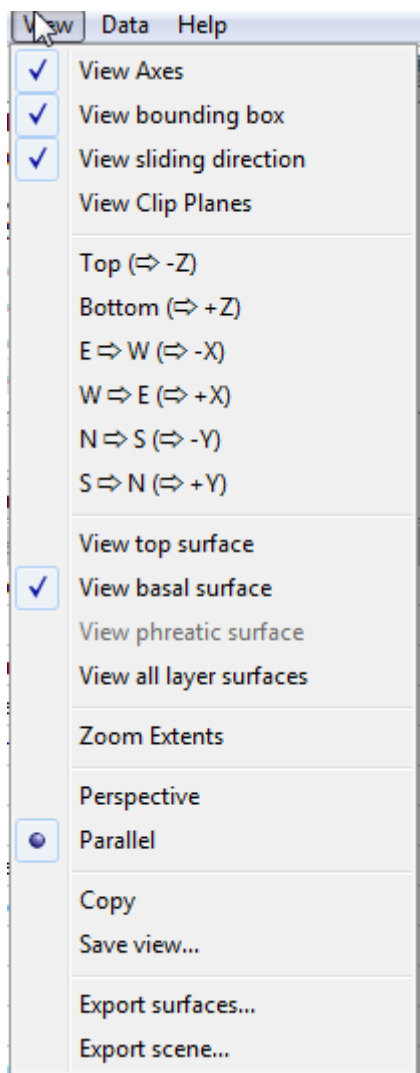 View Data Help
View Axes
View bounding box
View sliding direction
View Clip Planes
Top (⇨ -Z)
Bottom (⇨ +Z)
E ⇨ W (⇨ -X)
W ⇨ E (⇨ +X)
N ⇨ S (⇨ -Y)
S ⇨ N (⇨ +Y)
View top surface
View basal surface
View phreatic surface
View all layer surfaces
Zoom Extents
Perspective
Parallel
Copy
Save view...
Export surfaces...
Export scene...